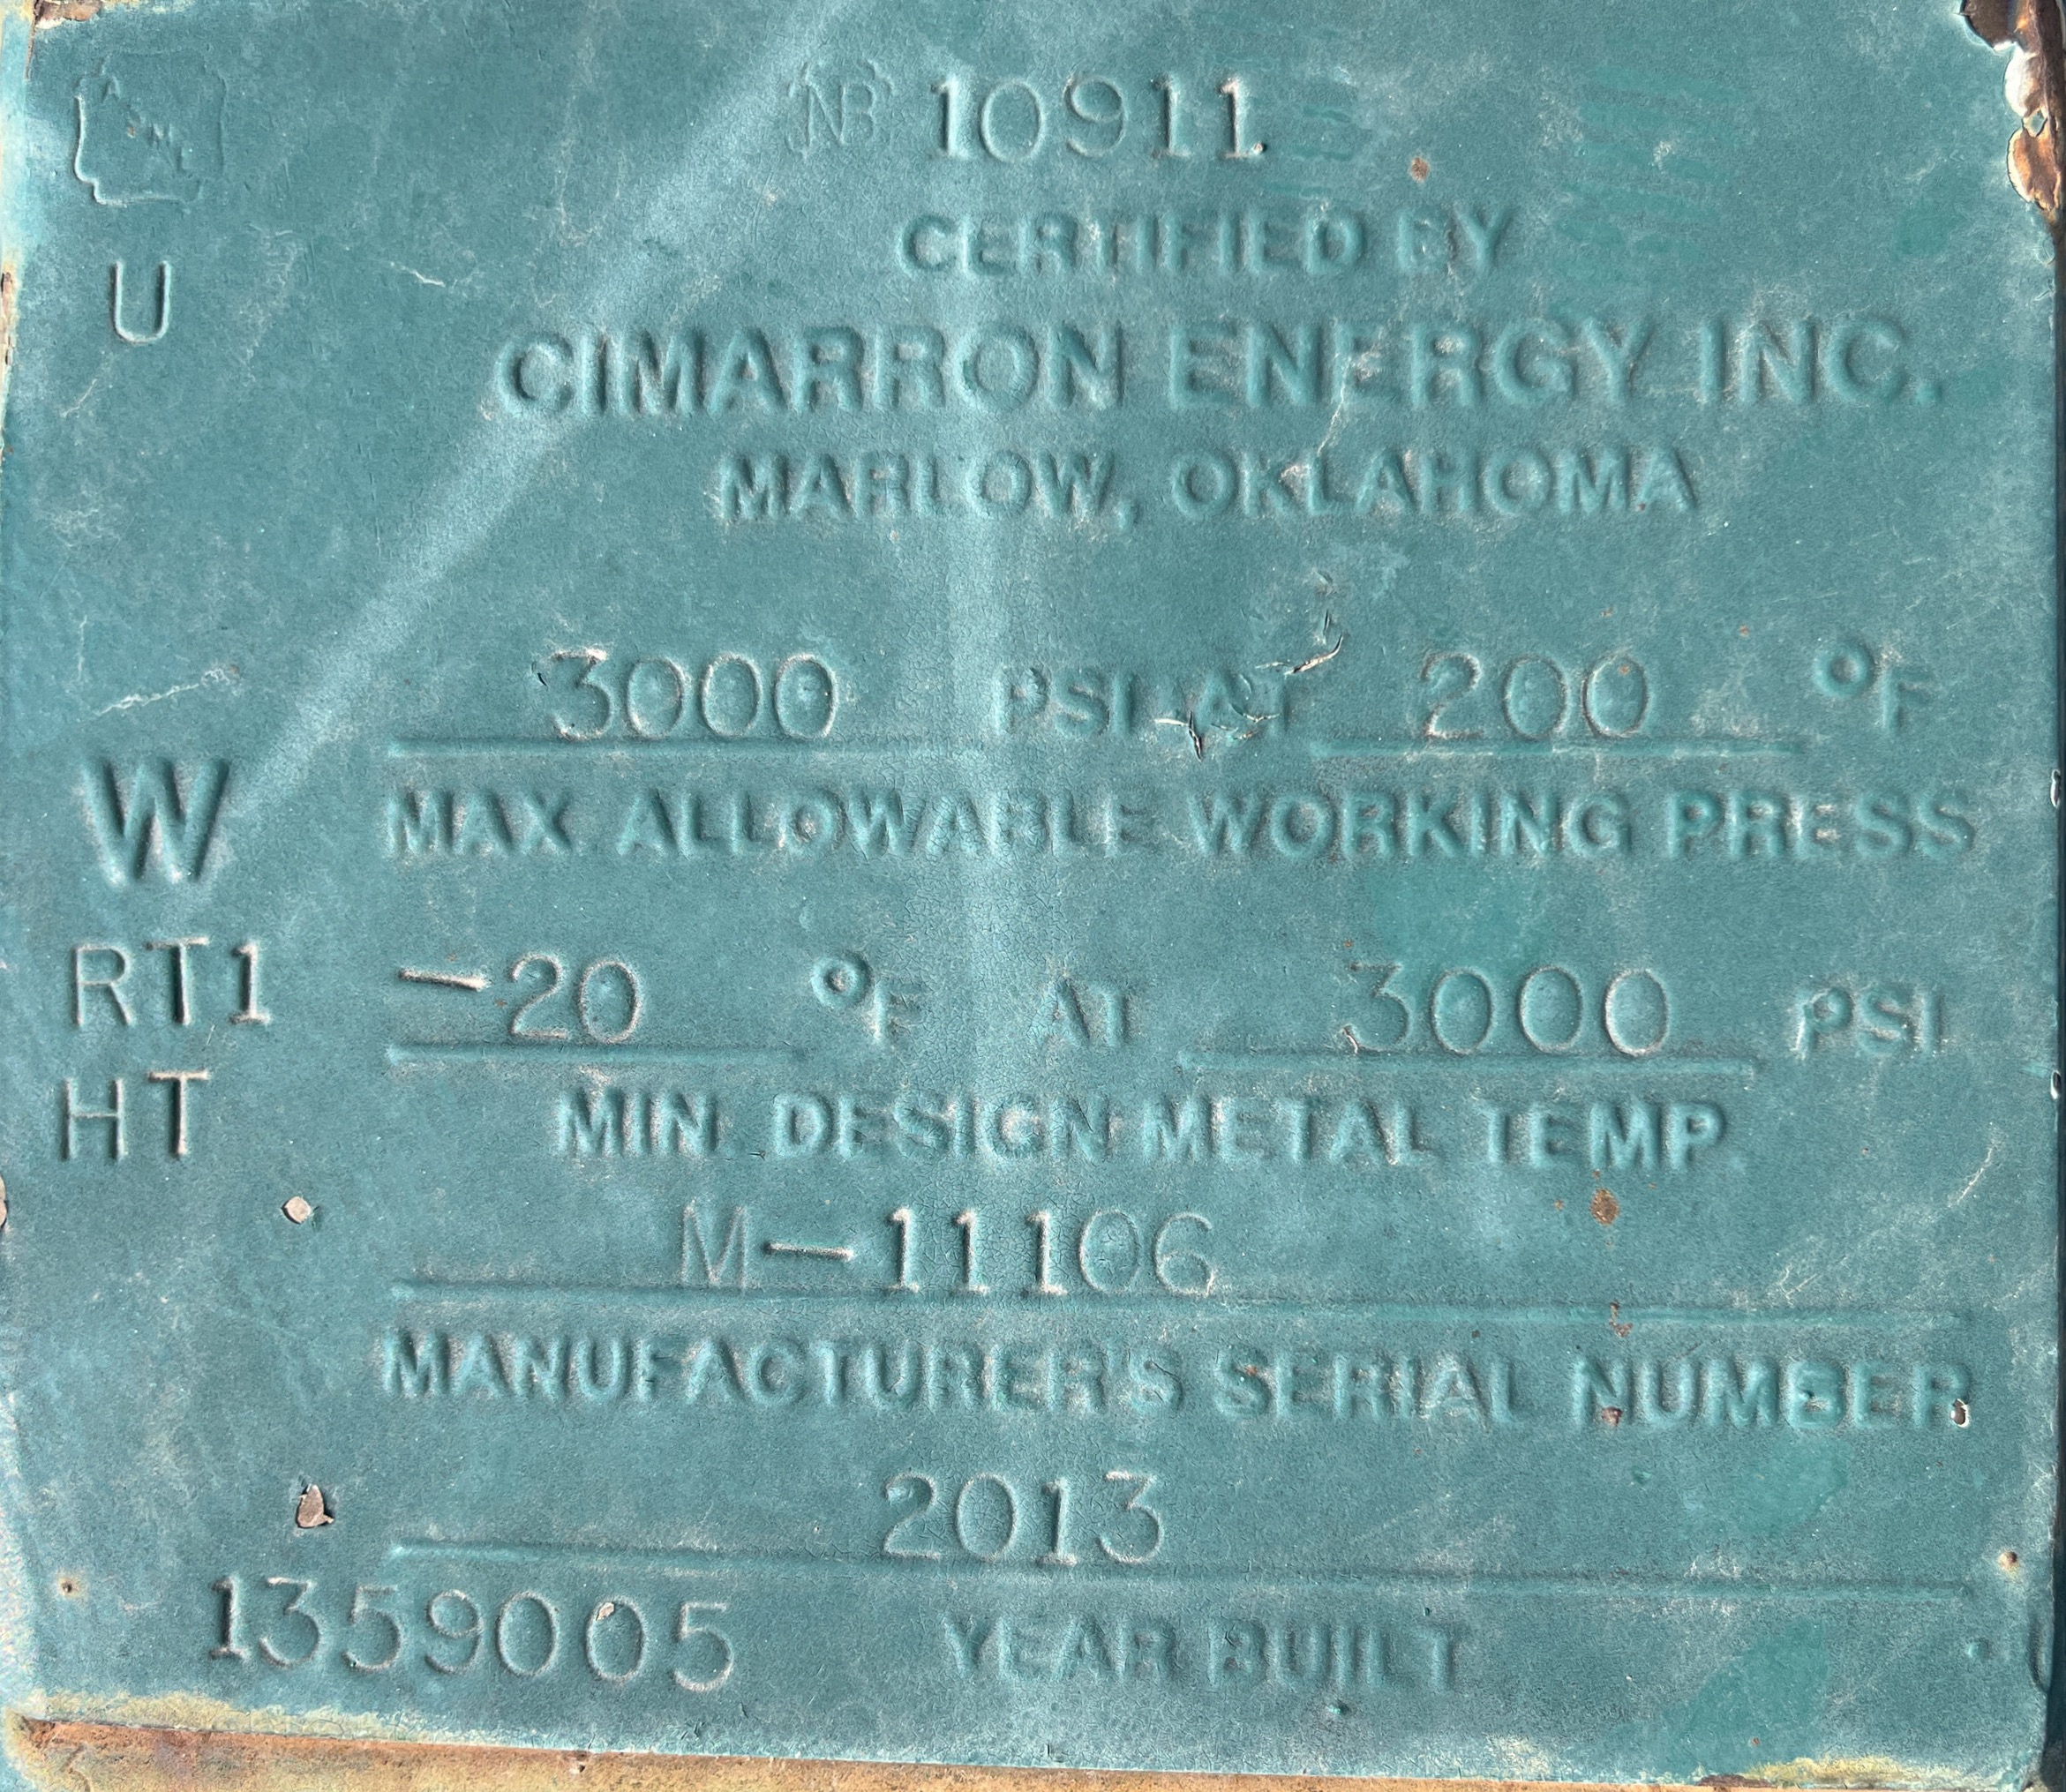 ASME
NB 10911
U
CERTIFIED BY
CIMARRON ENERGY INC.
MARLOW, OKLAHOMA
3000 PSI AT 200 °F
W
MAX. ALLOWABLE WORKING PRESS
RT1
-20 °F AT 3000 PSI
HT
MIN. DESIGN METAL TEMP.
M-11106
MANUFACTURER'S SERIAL NUMBER
2013
1359005
YEAR BUILT